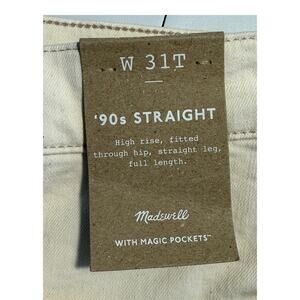 W 31T
'90s STRAIGHT
High rise, fitted
through hip, straight leg,
full length.
Madewell
WITH MAGIC POCKETS™